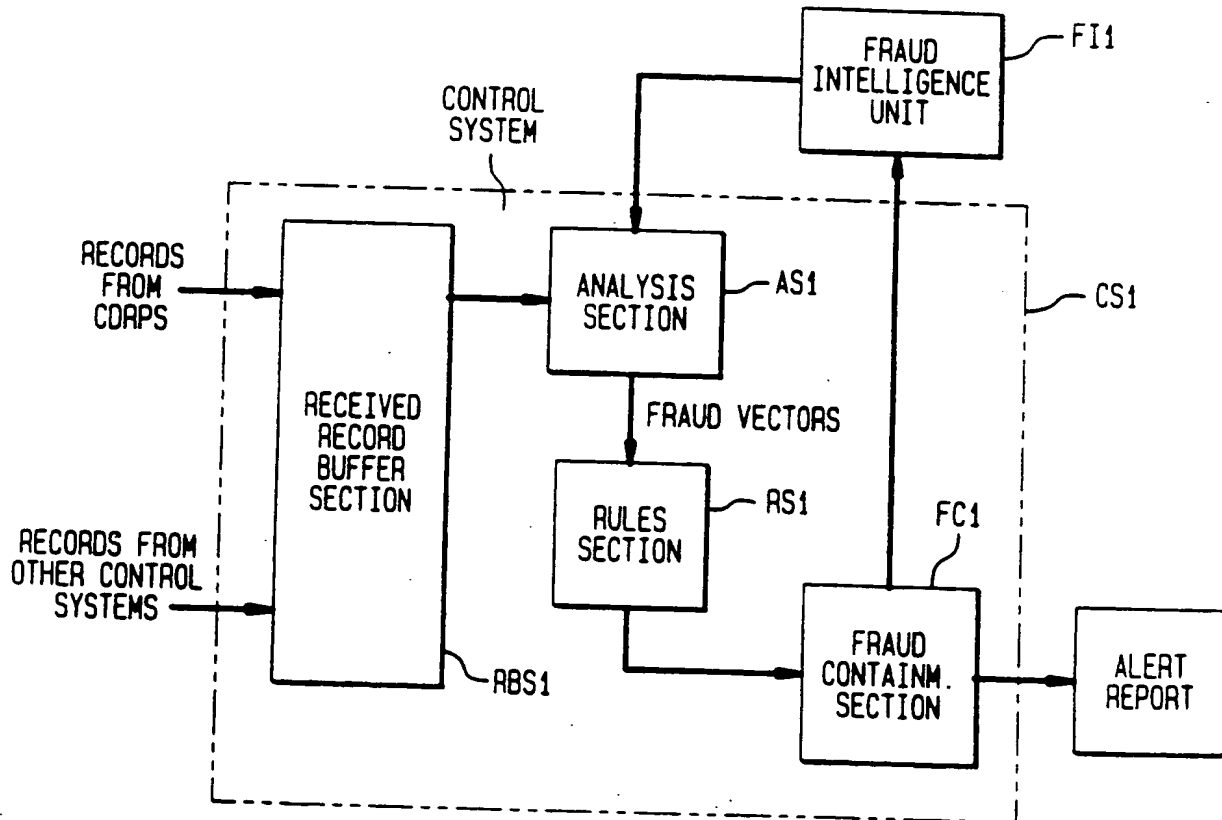 FRAUD
INTELLIGENCE
UNIT
FI1
CONTROL
SYSTEM
RECORDS
FROM
CDRPS
ANALYSIS
SECTION
AS1
CS1
RECEIVED
RECORD
BUFFER
SECTION
FRAUD VECTORS
RULES
SECTION
RS1
FC1
RECORDS FROM
OTHER CONTROL
SYSTEMS
RBS1
FRAUD
CONTAINM.
SECTION
ALERT
REPORT